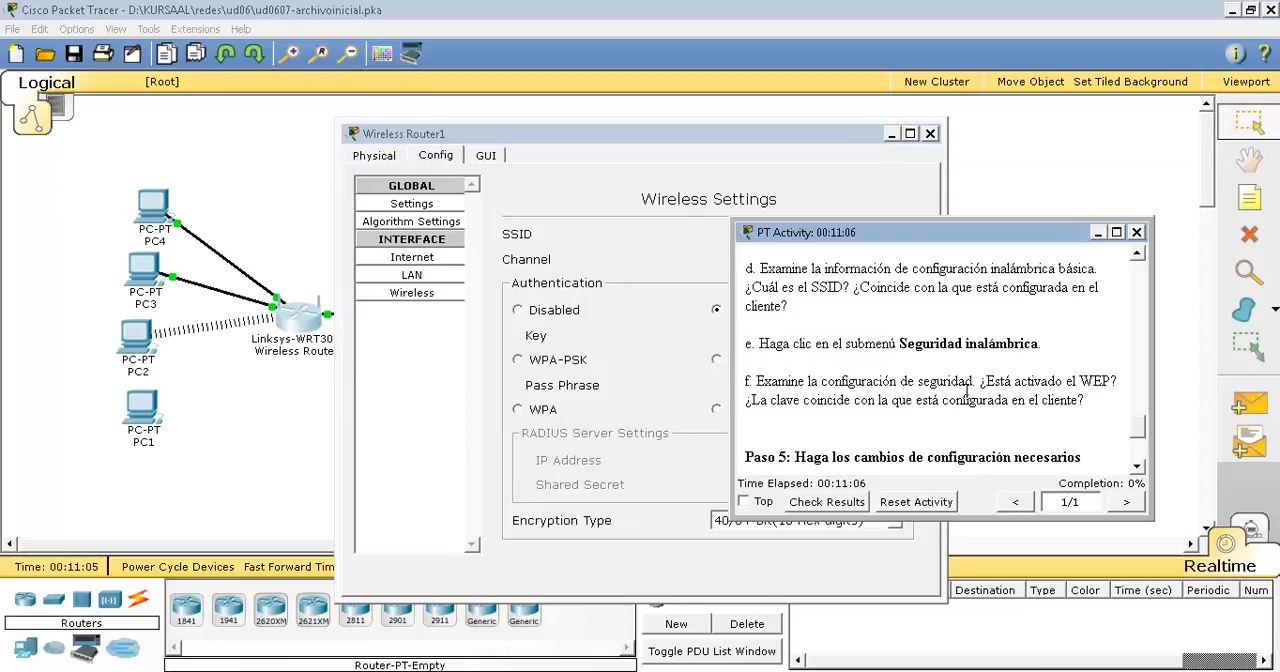 Cisco Packet Tracer - D:\KURSAAL\redes\ud06\ud0607-archivoinicial.pka
File Edit Options View Tools Extensions Help
Logical [Root] New Cluster Move Object Set Tiled Background Viewport
Wireless Router1
Physical Config GUI
GLOBAL
Settings
Algorithm Settings
INTERFACE
Internet
LAN
Wireless
Wireless Settings
SSID
Channel
Authentication
Disabled
Key
WPA-PSK
Pass Phrase
WPA
RADIUS Server Settings
IP Address
Shared Secret
Encryption Type
PC-PT
PC4
PC-PT
PC3
PC-PT
PC2
PC-PT
PC1
Linksys-WRT30
Wireless Route
PT Activity: 00:11:06
d. Examine la información de configuración inalámbrica básica.
¿Cuál es el SSID? ¿Coincide con la que está configurada en el
cliente?
e. Haga clic en el submenú Seguridad inalámbrica.
f. Examine la configuración de seguridad. ¿Está activado el WEP?
¿La clave coincide con la que está configurada en el cliente?
Paso 5: Haga los cambios de configuración necesarios
Time Elapsed: 00:11:06 Completion: 0%
Top Check Results Reset Activity < 1/1 >
Time: 00:11:05 Power Cycle Devices Fast Forward Tim
Realtime
Routers
1841 1941 2620XM 2621XM 2811 2901 2911 Generic Generic
Router-PT-Empty
New Delete
Toggle PDU List Window
Destination Type Color Time (sec) Periodic Num